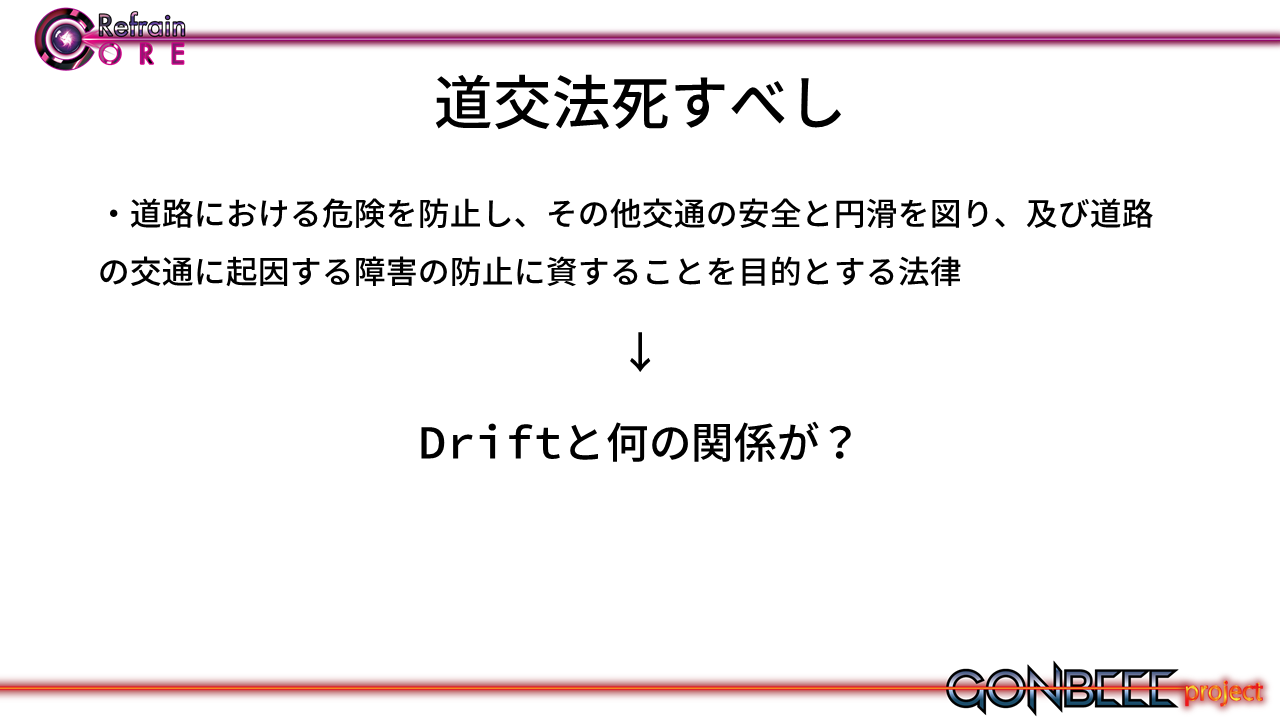 Refrain
CORE
道交法死すべし
・道路における危険を防止し、その他交通の安全と円滑を図り、及び道路
の交通に起因する障害の防止に資することを目的とする法律
↓
Driftと何の関係が？
GONBEEE project